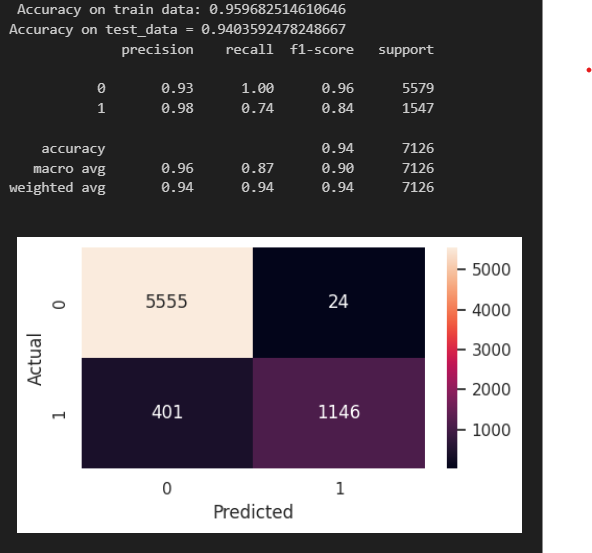 Accuracy on train data: 0.959682514610646
Accuracy on test_data = 0.9403592478248667
precision recall f1-score support
0 0.93 1.00 0.96 5579
1 0.98 0.74 0.84 1547
accuracy 0.94 7126
macro avg 0.96 0.87 0.90 7126
weighted avg 0.94 0.94 0.94 7126
5555 24
401 1146
0
1
Actual
0 1
Predicted
5000
4000
3000
2000
1000